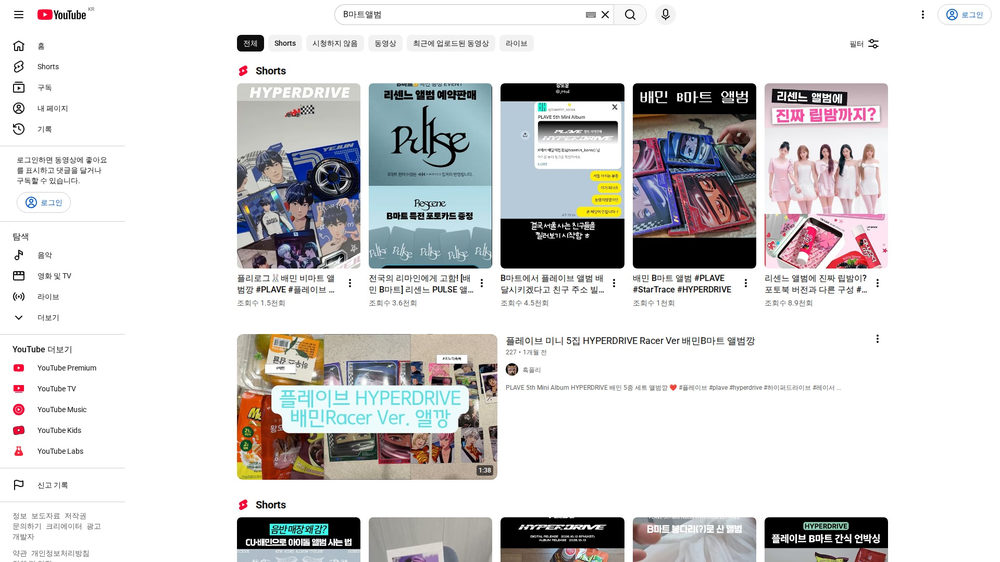 YouTube KR
B마트앨범
로그인
홈
Shorts
구독
내 페이지
기록
로그인하면 동영상에 좋아요
를 표시하고 댓글을 달거나
구독할 수 있습니다.
로그인
탐색
음악
영화 및 TV
라이브
더보기
YouTube 더보기
YouTube Premium
YouTube TV
YouTube Music
YouTube Kids
YouTube Labs
신고 기록
정보 보도자료 저작권
문의하기 크리에이터 광고
개발자
약관 개인정보처리방침
전체 Shorts 시청하지 않음 동영상 최근에 업로드된 동영상 라이브
필터
Shorts
HYPERDRIVE
YEJUN
플리로그 배민 비마트 앨
범깡 #PLAVE #플레이브 ...
조회수 1.5천회
리센느 앨범 예약판매
Pulse
Rescene
B마트 특전 포토카드 증정
전국의 리마인에게 고함! [배
민 B마트] 리센느 PULSE 앨...
조회수 3.6천회
PLAVE 5th Mini Album
결국 서울 사는 친구들을
B마트에서 플레이브 앨범 배
달시키겠다고 친구 주소 빌...
조회수 4.5천회
배민 B마트 앨범
배민 B마트 앨범 #PLAVE
#StarTrace #HYPERDRIVE
조회수 1천회
리센느 앨범에
진짜 립밤까지?
리센느 앨범에 진짜 립밤이?
포토북 버전과 다른 구성 #...
조회수 8.9천회
플레이브 HYPERDRIVE
배민Racer Ver. 앨깡
1:38
플레이브 미니 5집 HYPERDRIVE Racer Ver 배민B마트 앨범깡
227 • 1개월 전
흑플리
PLAVE 5th Mini Album HYPERDRIVE 배민 5종 세트 앨범깡 ❤️ #플레이브 #plave #hyperdrive #하이퍼드라이브 #레이서 ...
Shorts
음반 매장 왜 감?
CU·배민으로 아이돌 앨범 사는 법
HYPERDRIVE
B마트 봉다리(?)로 산 앨범
HYPERDRIVE
플레이브 B마트 간식 언박싱